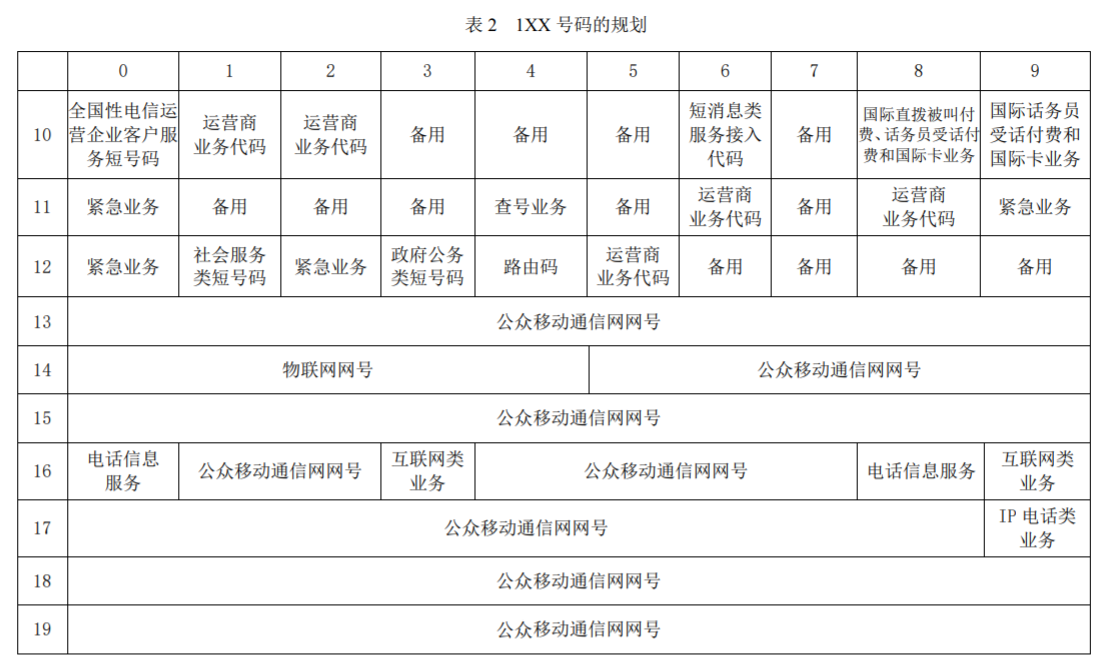 表 2 1XX 号码的规划
0 1 2 3 4 5 6 7 8 9
10
全国性电信运
营企业客户服
务短号码
运营商
业务代码
运营商
业务代码
备用
备用
备用
短消息类
服务接入
代码
备用
国际直拨被叫付
费、话务员受话付
费和国际卡业务
国际话务员
受话付费和
国际卡业务
11
紧急业务
备用
备用
备用
查号业务
备用
运营商
业务代码
备用
运营商
业务代码
紧急业务
12
紧急业务
社会服务
类短号码
紧急业务
政府公务
类短号码
路由码
运营商
业务代码
备用
备用
备用
备用
13
公众移动通信网网号
14
物联网网号
公众移动通信网网号
15
公众移动通信网网号
16
电话信息
服务
公众移动通信网网号
互联网类
业务
公众移动通信网网号
电话信息服务
互联网类
业务
17
公众移动通信网网号
IP 电话类
业务
18
公众移动通信网网号
19
公众移动通信网网号